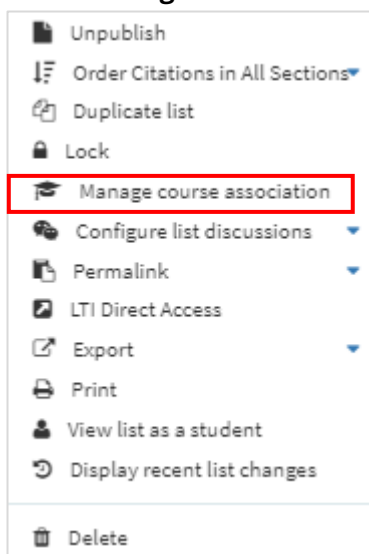 Unpublish
Order Citations in All Sections
Duplicate list
Lock
Manage course association
Configure list discussions
Permalink
LTI Direct Access
Export
Print
View list as a student
Display recent list changes
Delete